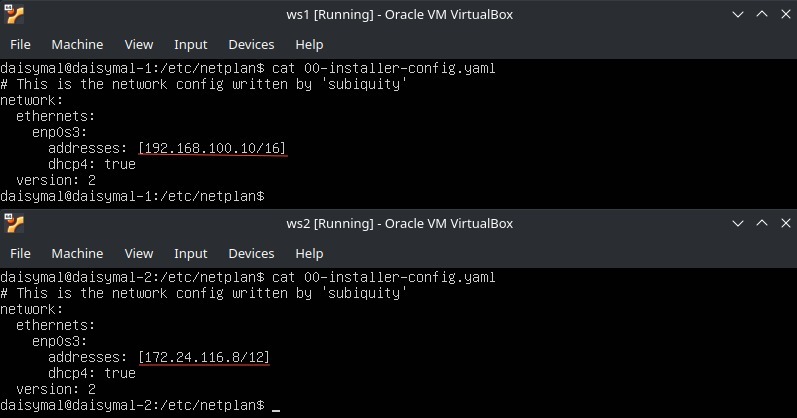 ws1 [Running] - Oracle VM VirtualBox
File Machine View Input Devices Help
daisymal@daisymal-1:/etc/netplan$ cat 00-installer-config.yaml
# This is the network config written by 'subiquity'
network:
  ethernets:
    enp0s3:
      addresses: [192.168.100.10/16]
      dhcp4: true
  version: 2
daisymal@daisymal-1:/etc/netplan$
ws2 [Running] - Oracle VM VirtualBox
File Machine View Input Devices Help
daisymal@daisymal-2:/etc/netplan$ cat 00-installer-config.yaml
# This is the network config written by 'subiquity'
network:
  ethernets:
    enp0s3:
      addresses: [172.24.116.8/12]
      dhcp4: true
  version: 2
daisymal@daisymal-2:/etc/netplan$ _